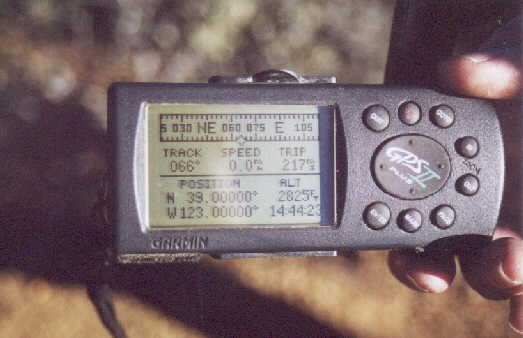 5 030 NE 060 075 E 105
TRACK SPEED TRIP
066° 0.0 217
POSITION ALT
N 39.00000° 2825
W 123.00000° 14:44:23
GPS
II
GARMIN